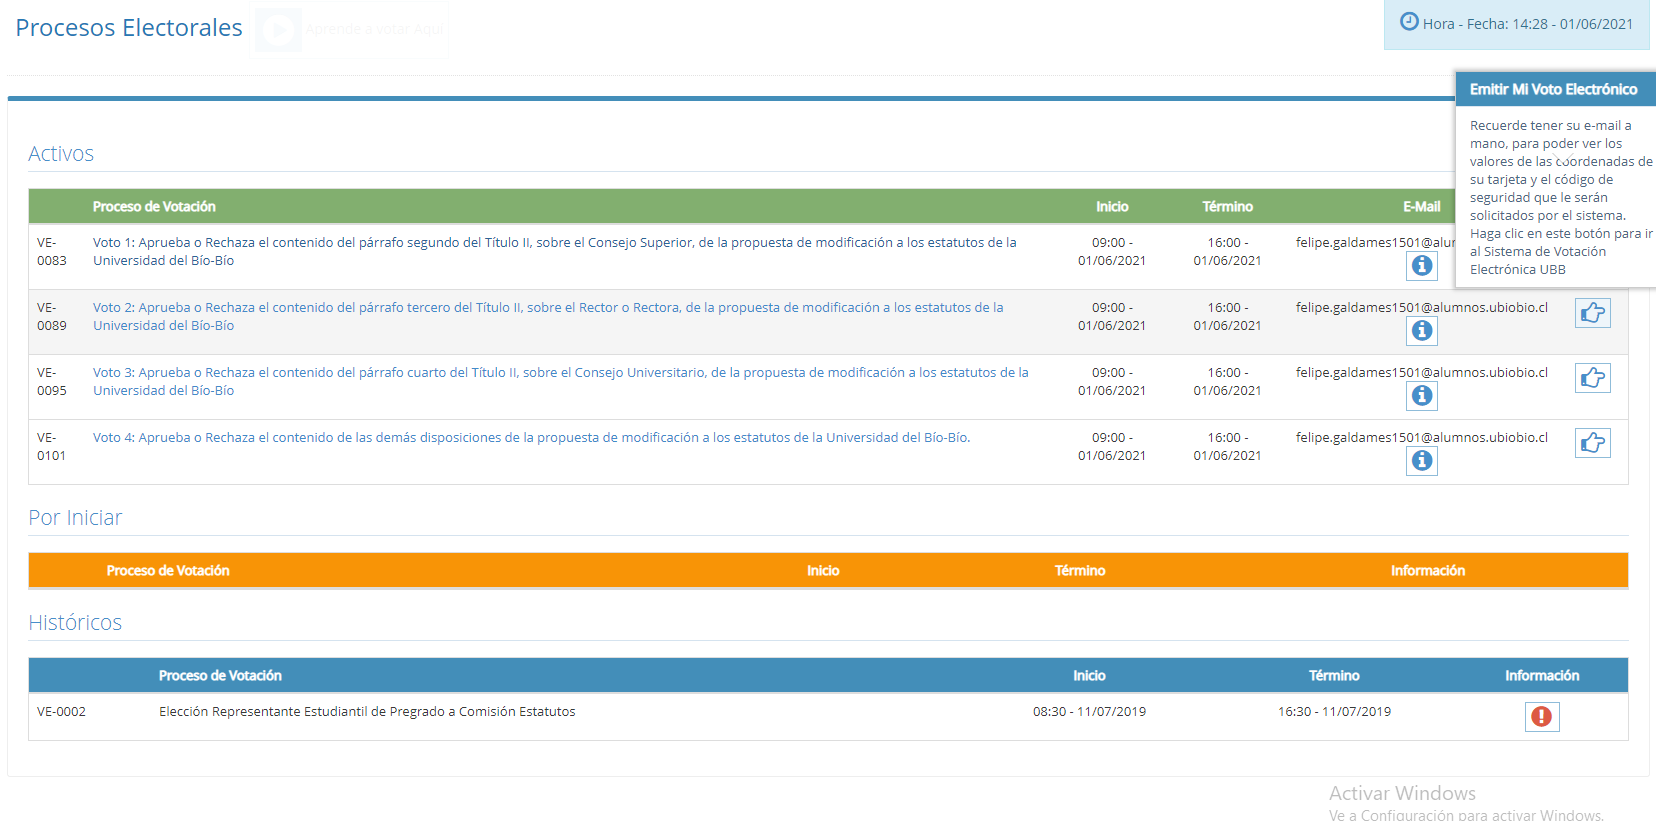 Procesos Electorales
Aprende a votar Aquí
Hora - Fecha: 14:28 - 01/06/2021
Emitir Mi Voto Electrónico
Recuerde tener su e-mail a
mano, para poder ver los
valores de las coordenadas de
su tarjeta y el código de
seguridad que le serán
solicitados por el sistema.
Haga clic en este botón para ir
al Sistema de Votación
Electrónica UBB
Activos
Proceso de Votación Inicio Término E-Mail
VE-0083 Voto 1: Aprueba o Rechaza el contenido del párrafo segundo del Título II, sobre el Consejo Superior, de la propuesta de modificación a los estatutos de la
Universidad del Bío-Bío 09:00 - 01/06/2021 16:00 - 01/06/2021 felipe.galdames1501@alu
VE-0089 Voto 2: Aprueba o Rechaza el contenido del párrafo tercero del Título II, sobre el Rector o Rectora, de la propuesta de modificación a los estatutos de la
Universidad del Bío-Bío 09:00 - 01/06/2021 16:00 - 01/06/2021 felipe.galdames1501@alumnos.ubiobio.cl
VE-0095 Voto 3: Aprueba o Rechaza el contenido del párrafo cuarto del Título II, sobre el Consejo Universitario, de la propuesta de modificación a los estatutos de la
Universidad del Bío-Bío 09:00 - 01/06/2021 16:00 - 01/06/2021 felipe.galdames1501@alumnos.ubiobio.cl
VE-0101 Voto 4: Aprueba o Rechaza el contenido de las demás disposiciones de la propuesta de modificación a los estatutos de la Universidad del Bío-Bío. 09:00 - 01/06/2021 16:00 - 01/06/2021 felipe.galdames1501@alumnos.ubiobio.cl
Por Iniciar
Proceso de Votación Inicio Término Información
Históricos
Proceso de Votación Inicio Término Información
VE-0002 Elección Representante Estudiantil de Pregrado a Comisión Estatutos 08:30 - 11/07/2019 16:30 - 11/07/2019
Activar Windows
Ve a Configuración para activar Windows.